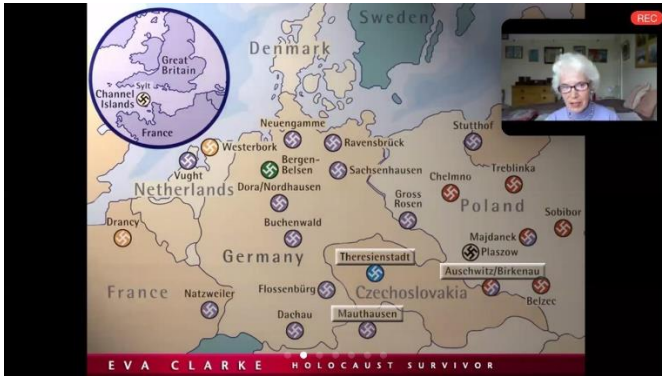 REC
Sweden
Denmark
Great
Britain
Sylt
Channel
Islands
France
Neuengamme
Stutthof
Westerbork
Ravensbrück
Bergen-
Belsen
Sachsenhausen
Treblinka
Vught
Chelmno
Netherlands
Dora/Nordhausen
Gross
Rosen
Poland
Sobibor
Drancy
Buchenwald
Majdanek
Plaszow
Germany
Theresienstadt
Auschwitz/Birkenau
France
Natzweiler
Flossenbürg
Czechoslovakia
Belzec
Dachau
Mauthausen
EVA CLARKE HOLOCAUST SURVIVOR